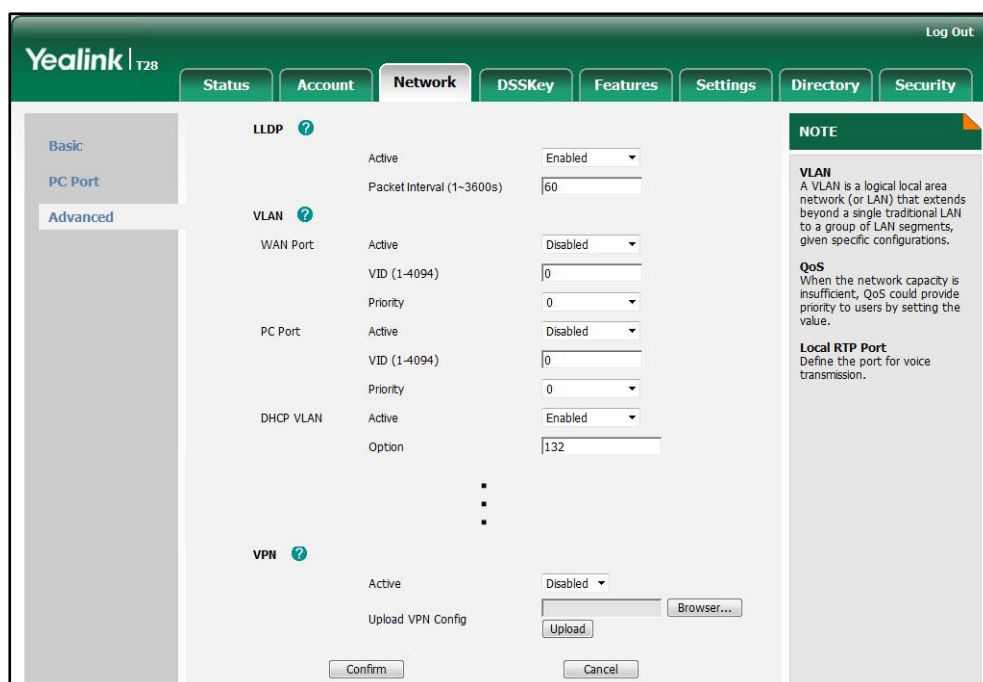 Log Out
Yealink | T28
Status Account Network DSSKey Features Settings Directory Security
Basic
PC Port
Advanced
LLDP ?
Active Enabled
Packet Interval (1~3600s) 60
VLAN ?
WAN Port Active Disabled
VID (1-4094) 0
Priority 0
PC Port Active Disabled
VID (1-4094) 0
Priority 0
DHCP VLAN Active Enabled
Option 132
VPN ?
Active Disabled
Upload VPN Config Browser...
Upload
Confirm Cancel
NOTE
VLAN
A VLAN is a logical local area
network (or LAN) that extends
beyond a single traditional LAN
to a group of LAN segments,
given specific configurations.
QoS
When the network capacity is
insufficient, QoS could provide
priority to users by setting the
value.
Local RTP Port
Define the port for voice
transmission.